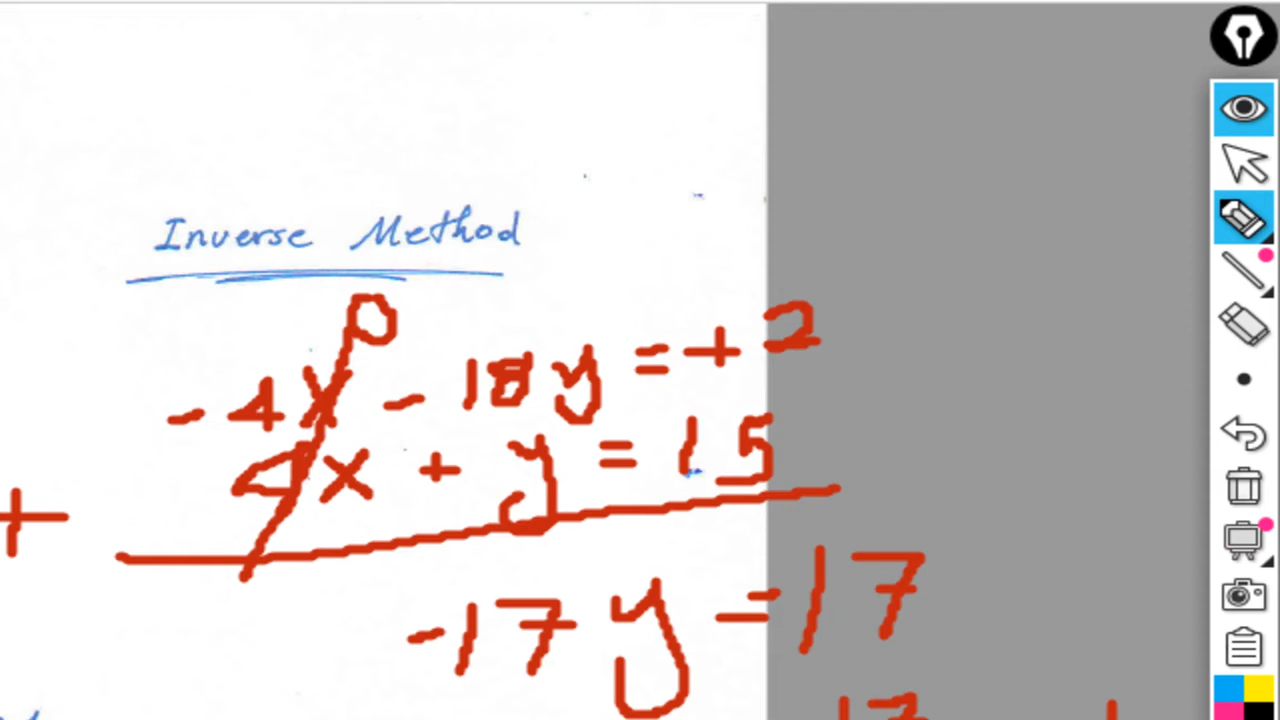 Inverse Method
0
- 4x - 18y = + 2
4x + y = 15
+
-17y = 17